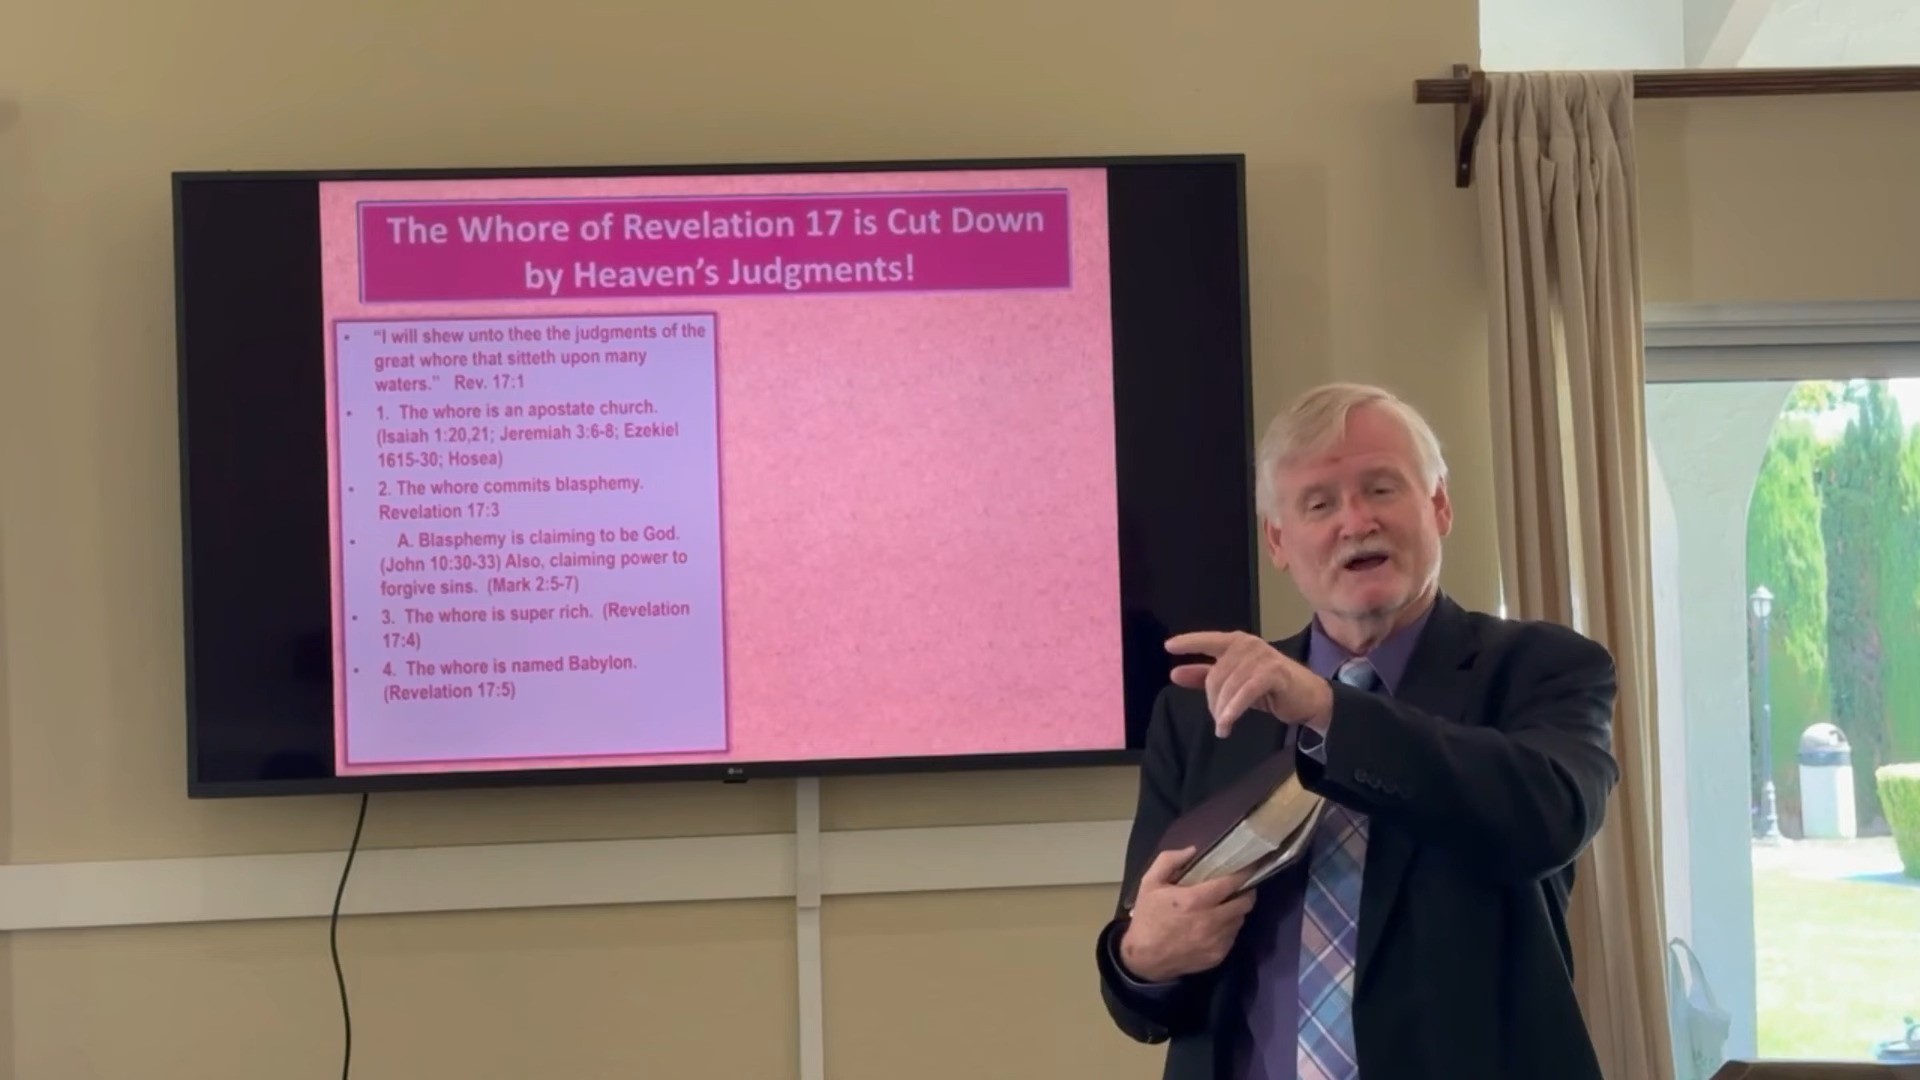 The Whore of Revelation 17 is Cut Down
by Heaven's Judgments!
• "I will shew unto thee the judgments of the
great whore that sitteth upon many
waters." Rev. 17:1
• 1. The whore is an apostate church.
(Isaiah 1:20,21; Jeremiah 3:6-8; Ezekiel
1615-30; Hosea)
• 2. The whore commits blasphemy.
Revelation 17:3
• A. Blasphemy is claiming to be God.
(John 10:30-33) Also, claiming power to
forgive sins. (Mark 2:5-7)
• 3. The whore is super rich. (Revelation
17:4)
• 4. The whore is named Babylon.
(Revelation 17:5)
LG